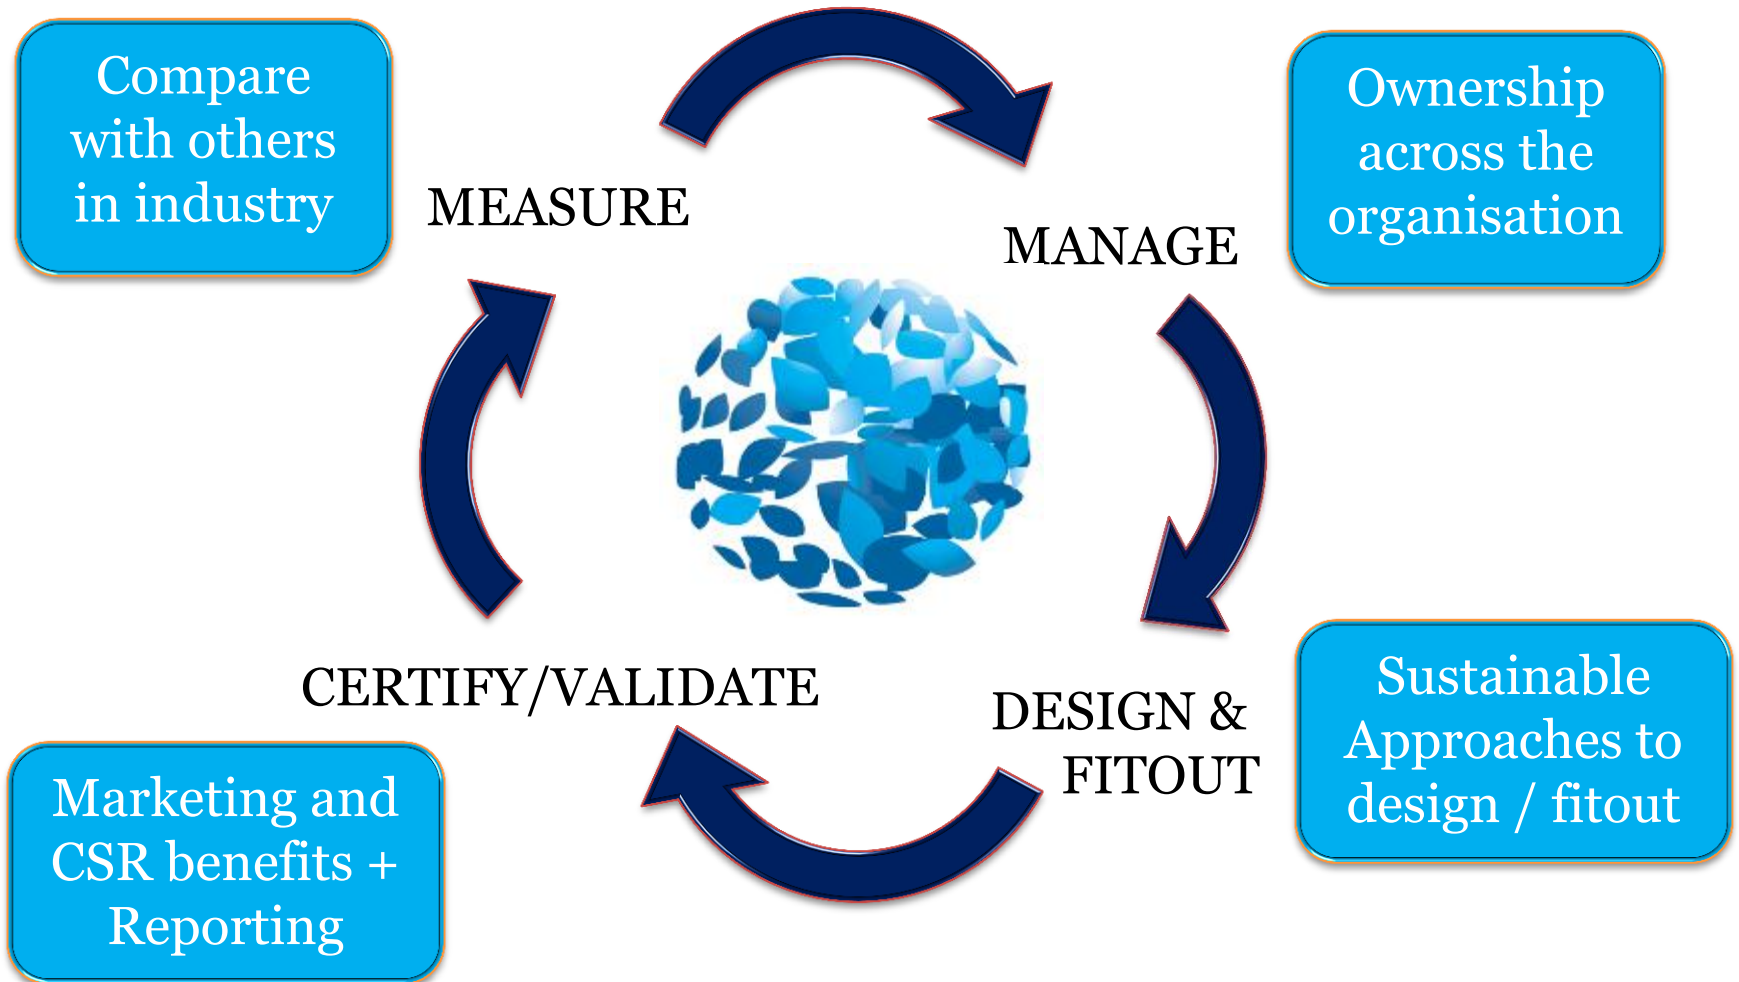 Compare
with others
in industry
MEASURE
MANAGE
Ownership
across the
organisation
CERTIFY/VALIDATE
DESIGN &
FITOUT
Sustainable
Approaches to
design / fitout
Marketing and
CSR benefits +
Reporting